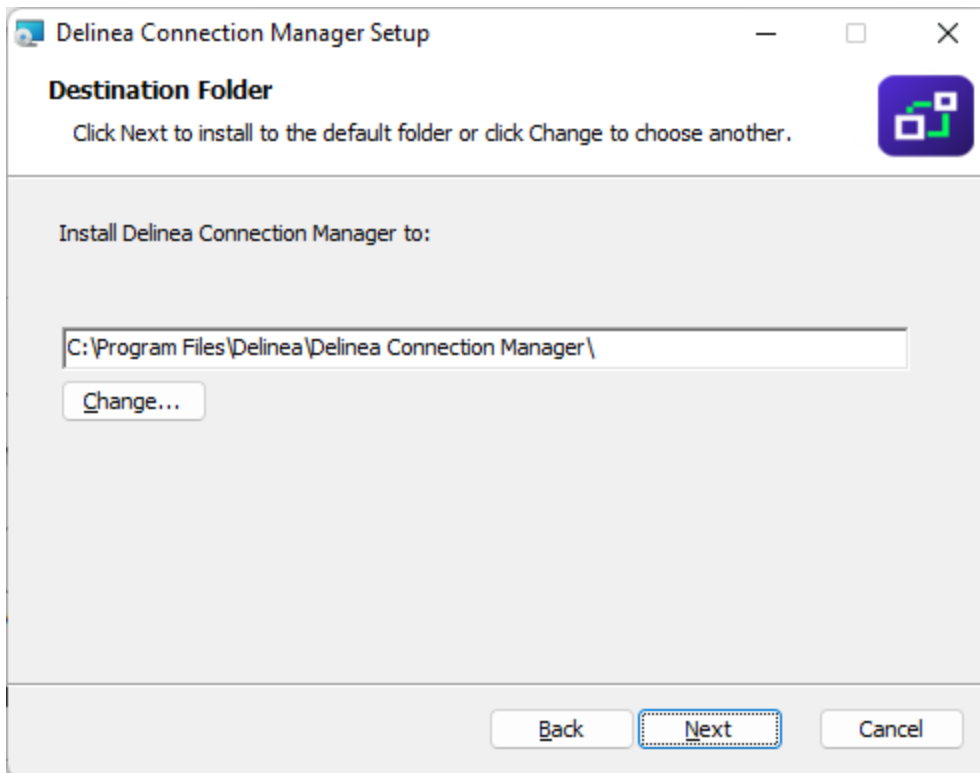 Delinea Connection Manager Setup
Destination Folder
Click Next to install to the default folder or click Change to choose another.
Install Delinea Connection Manager to:
C:\Program Files\Delinea\Delinea Connection Manager\
Change...
Back Next Cancel